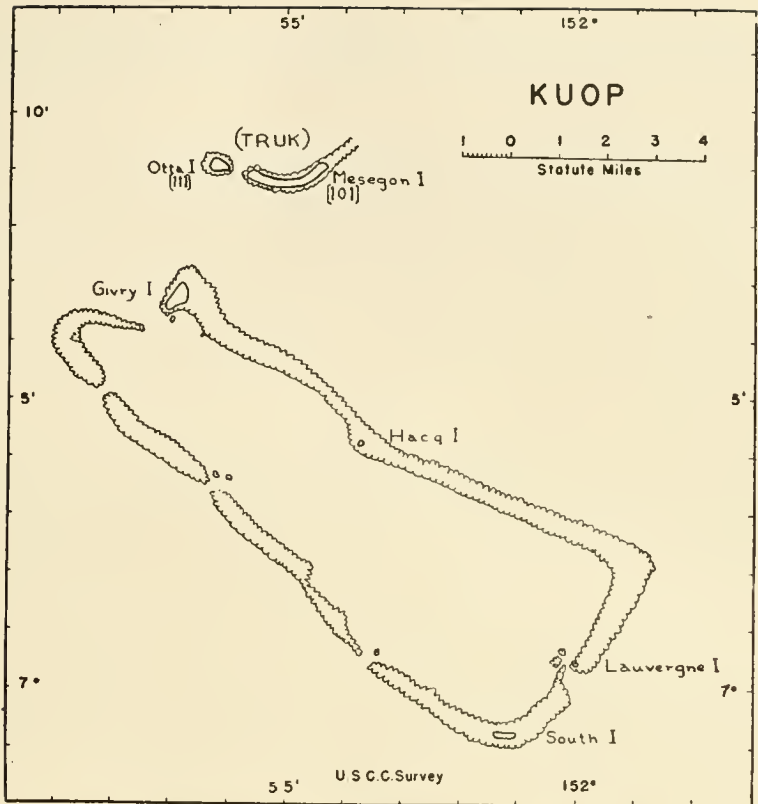 55' 152°
KUOP
10'
(TRUK)
1 0 1 2 3 4
Statute Miles
Otta I
[111]
Mesegon I
[101]
Givry I
5' 5'
Hacq I
Lauvergne I
7° 7°
South I
U.S.C.C. Survey
55' 152°